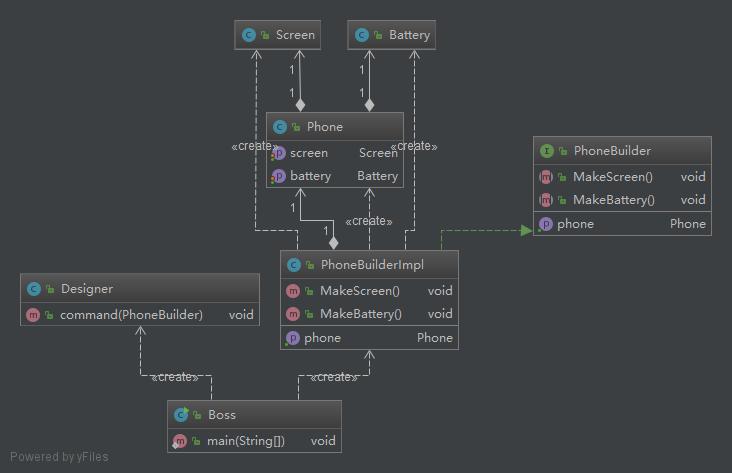 Screen
Battery
1
1
1
1
Phone
«create»
«create»
screen Screen
battery Battery
PhoneBuilder
MakeScreen() void
MakeBattery() void
phone Phone
1
«create»
1
PhoneBuilderImpl
MakeScreen() void
MakeBattery() void
phone Phone
Designer
command(PhoneBuilder) void
«create»
«create»
Boss
main(String[]) void
Powered by yFiles